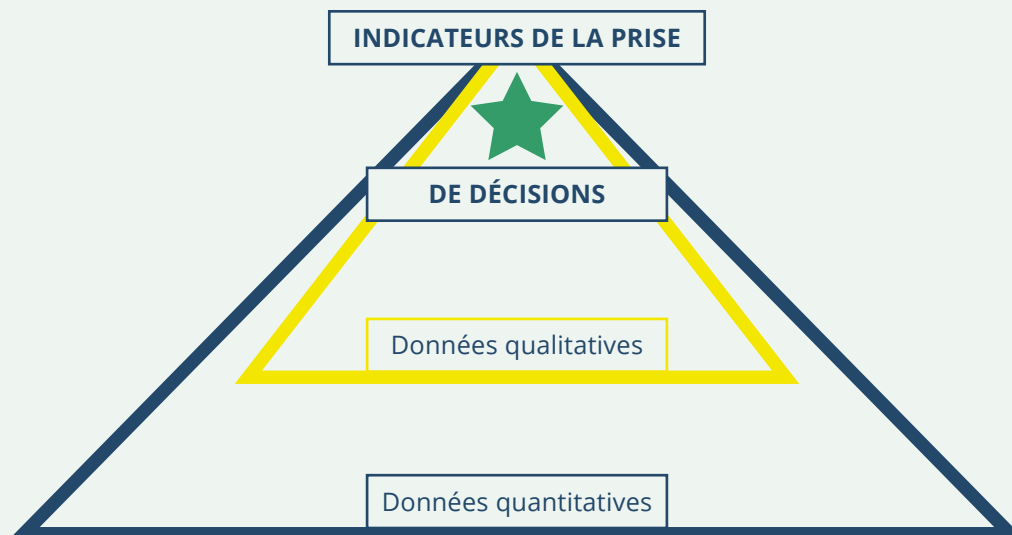 INDICATEURS DE LA PRISE
DE DÉCISIONS
Données qualitatives
Données quantitatives